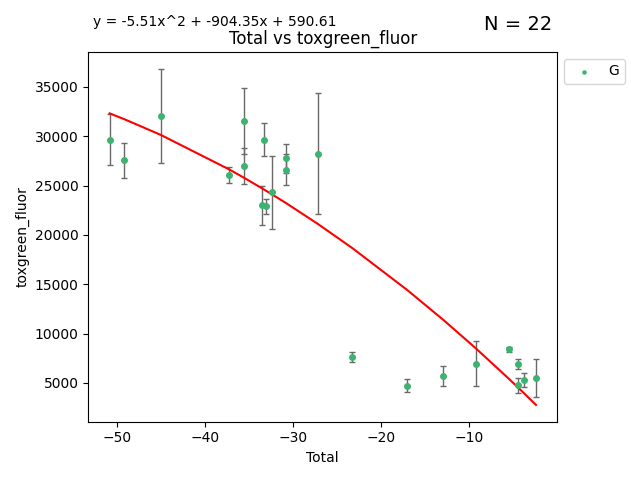 y = -5.51x^2 + -904.35x + 590.61
N = 22
Total vs toxgreen_fluor
G
35000
30000
25000
20000
15000
10000
5000
toxgreen_fluor
−50
−40
−30
−20
−10
Total